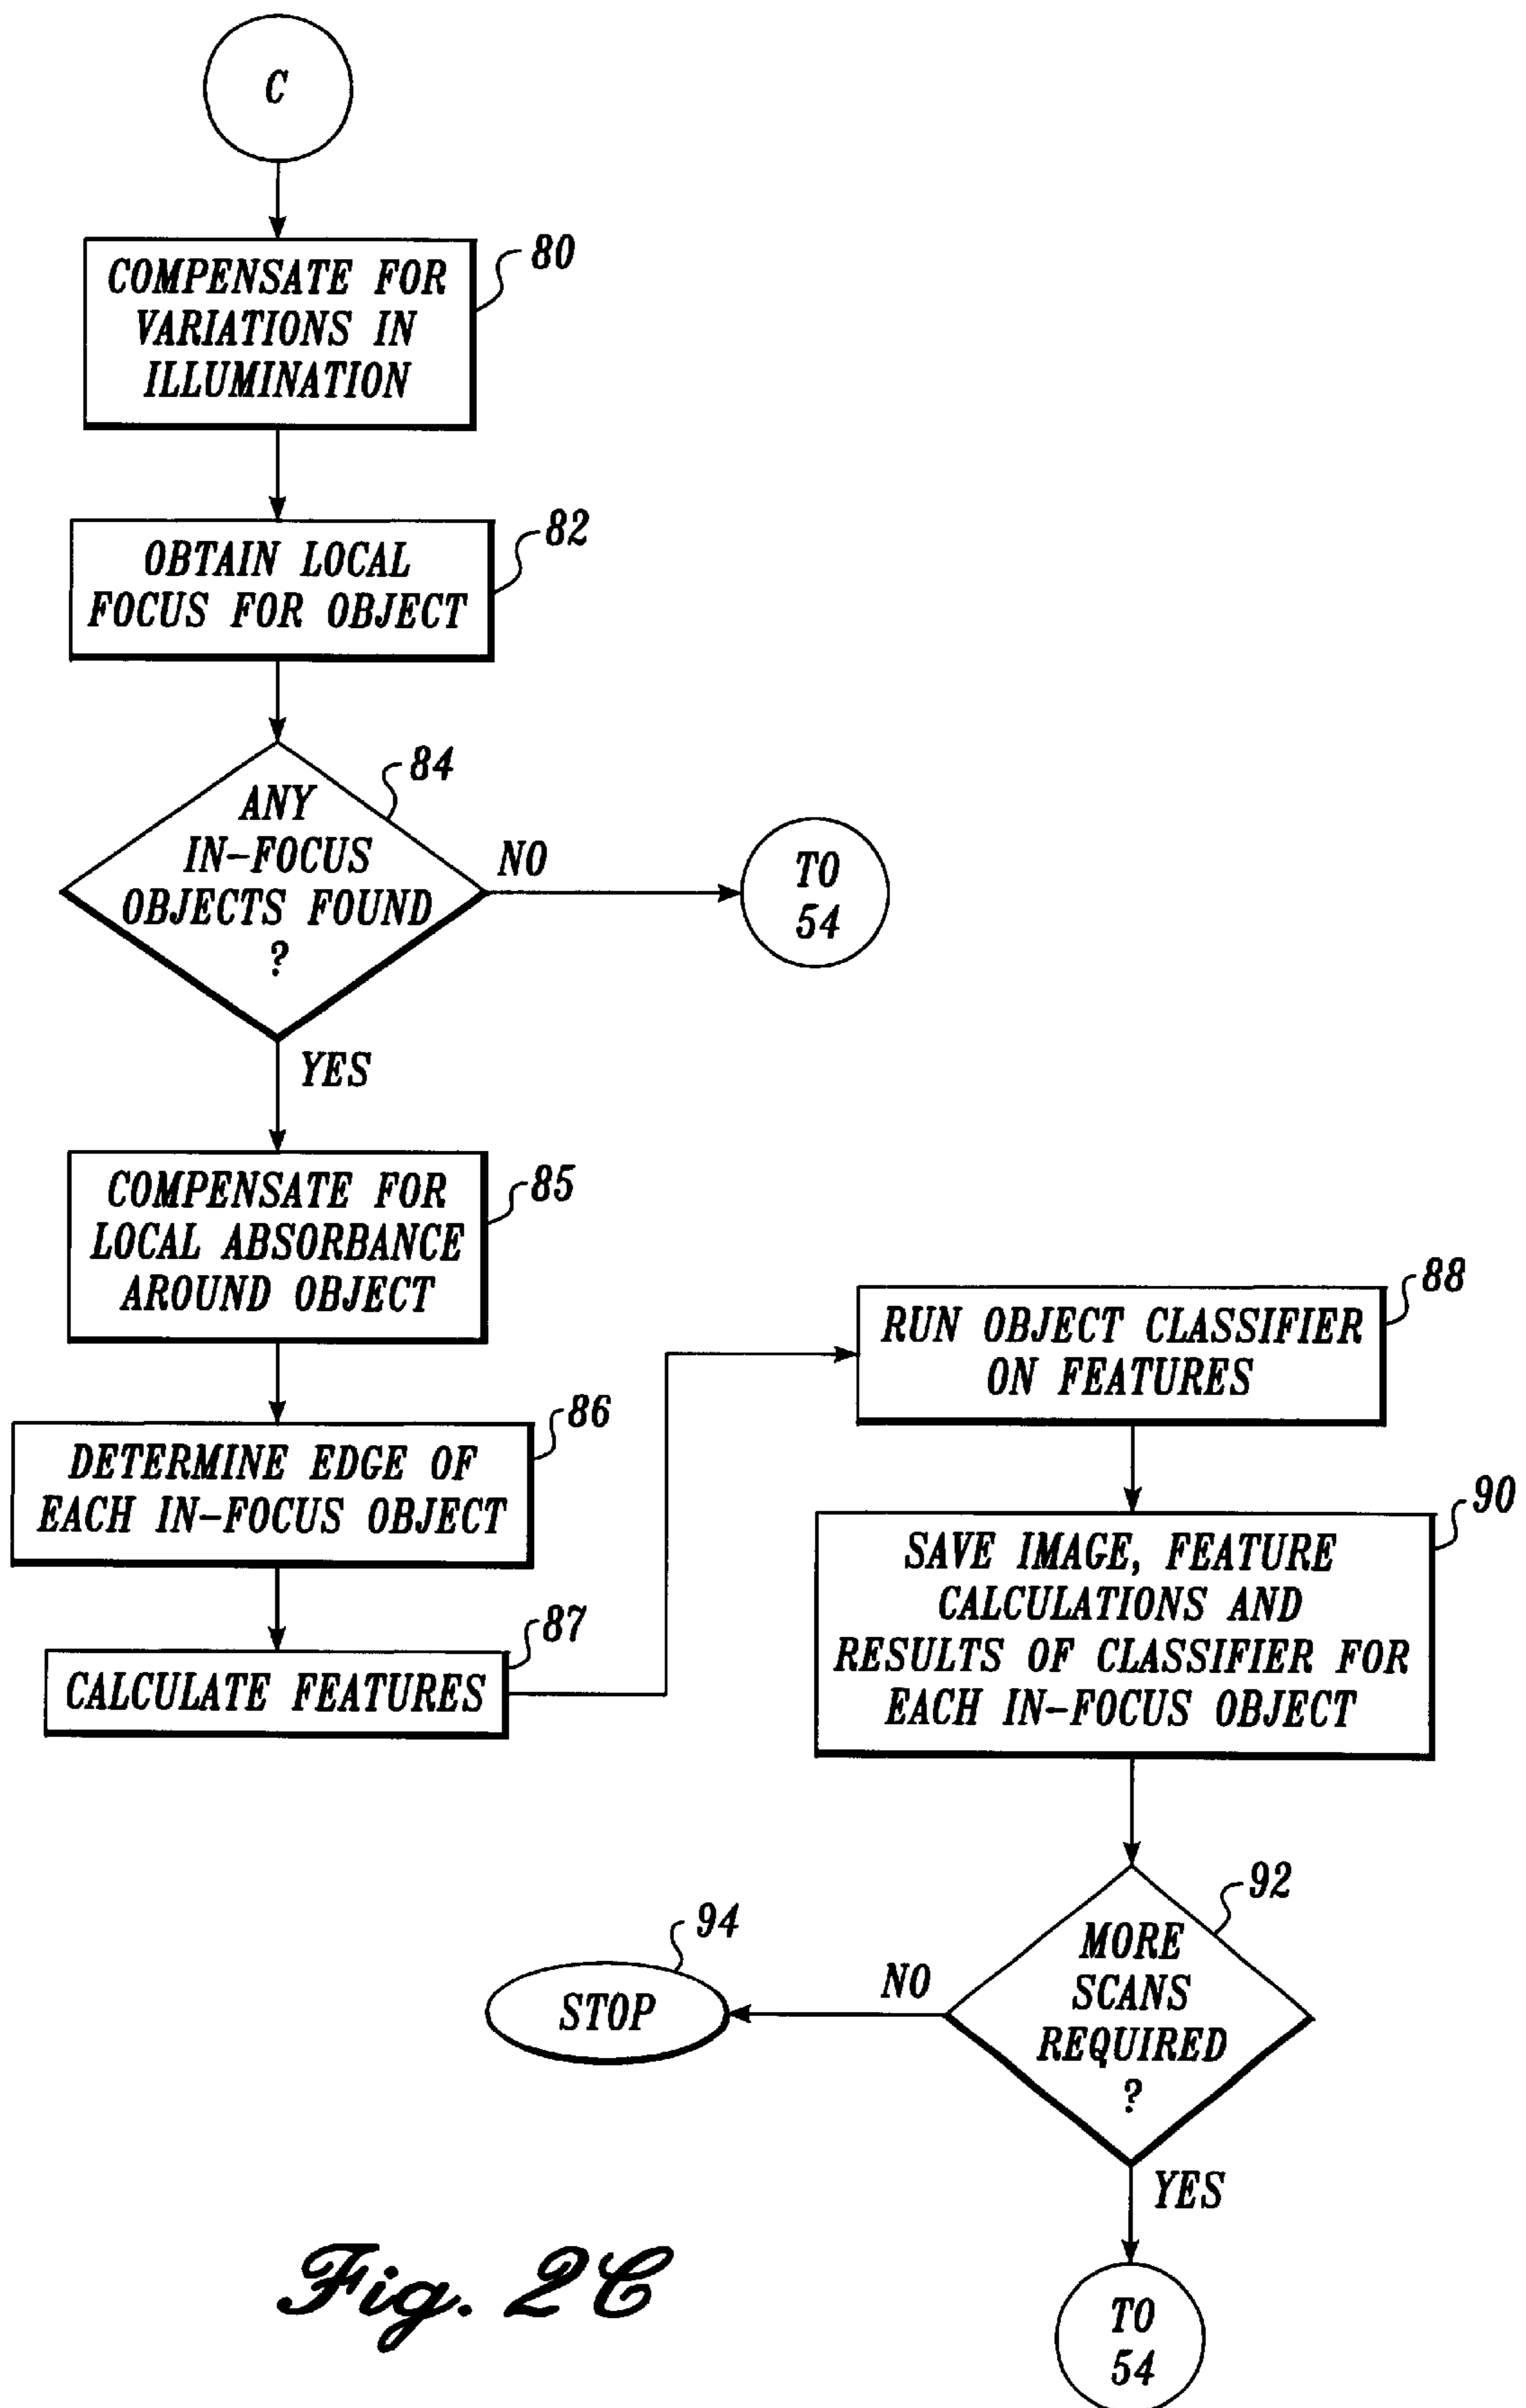 C
80
COMPENSATE FOR
VARIATIONS IN
ILLUMINATION
82
OBTAIN LOCAL
FOCUS FOR OBJECT
84
ANY
IN-FOCUS
OBJECTS FOUND
?
NO
TO
54
YES
85
COMPENSATE FOR
LOCAL ABSORBANCE
AROUND OBJECT
86
DETERMINE EDGE OF
EACH IN-FOCUS OBJECT
87
CALCULATE FEATURES
88
RUN OBJECT CLASSIFIER
ON FEATURES
90
SAVE IMAGE, FEATURE
CALCULATIONS AND
RESULTS OF CLASSIFIER FOR
EACH IN-FOCUS OBJECT
92
MORE
SCANS
REQUIRED
?
NO
94
STOP
YES
TO
54
Fig. 2C